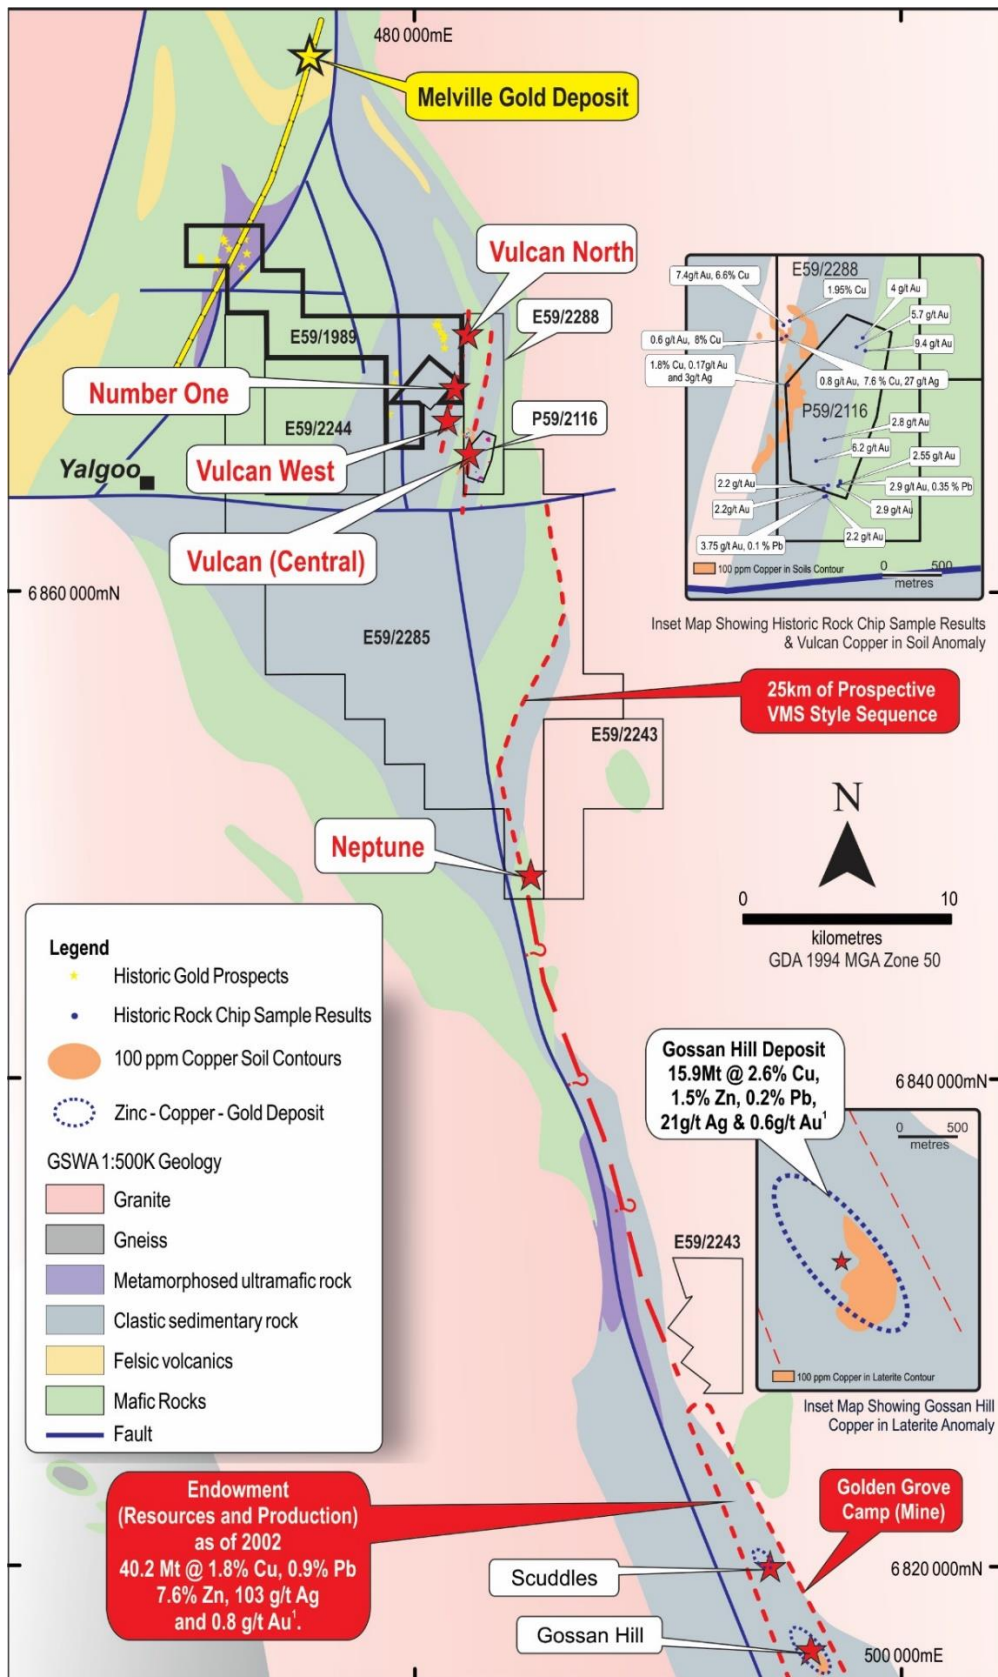 480 000mE
Melville Gold Deposit
Vulcan North
E59/2288
E59/1989
Number One
E59/2244
P59/2116
Vulcan West
Yalgoo
Vulcan (Central)
6 860 000mN
E59/2285
E59/2288
7.4g/t Au, 6.6% Cu
1.95% Cu
4 g/t Au
5.7 g/t Au
0.6 g/t Au, 8% Cu
9.4 g/t Au
1.8% Cu, 0.17g/t Au
and 3g/t Ag
0.8 g/t Au, 7.6 % Cu, 27 g/t Ag
P59/2116
2.8 g/t Au
6.2 g/t Au
2.55 g/t Au
2.2 g/t Au
2.9 g/t Au, 0.35 % Pb
2.2g/t Au
2.9 g/t Au
3.75 g/t Au, 0.1 % Pb
2.2 g/t Au
100 ppm Copper in Soils Contour
0 500
metres
Inset Map Showing Historic Rock Chip Sample Results
& Vulcan Copper in Soil Anomaly
25km of Prospective
VMS Style Sequence
E59/2243
Neptune
N
0 10
kilometres
GDA 1994 MGA Zone 50
?
?
?
Legend
Historic Gold Prospects
Historic Rock Chip Sample Results
100 ppm Copper Soil Contours
Zinc - Copper - Gold Deposit
GSWA 1:500K Geology
Granite
Gneiss
Metamorphosed ultramafic rock
Clastic sedimentary rock
Felsic volcanics
Mafic Rocks
Fault
Gossan Hill Deposit
15.9Mt @ 2.6% Cu,
1.5% Zn, 0.2% Pb,
21g/t Ag & 0.6g/t Au¹
6 840 000mN
0 500
metres
E59/2243
100 ppm Copper in Laterite Contour
Inset Map Showing Gossan Hill
Copper in Laterite Anomaly
Endowment
(Resources and Production)
as of 2002
40.2 Mt @ 1.8% Cu, 0.9% Pb
7.6% Zn, 103 g/t Ag
and 0.8 g/t Au¹.
Golden Grove
Camp (Mine)
Scuddles
6 820 000mN
Gossan Hill
500 000mE